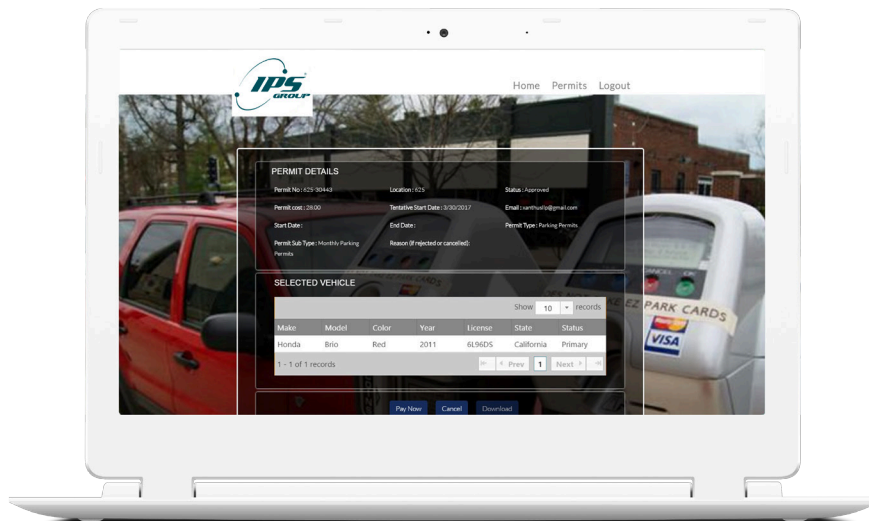 IPS
GROUP
Home Permits Logout
PERMIT DETAILS
Permit No : 625-30443 Location : 625 Status : Approved
Permit cost : 28.00 Tentative Start Date : 3/30/2017 Email : xanthusllp@gmail.com
Start Date : End Date : Permit Type : Parking Permits
Permit Sub Type : Monthly Parking Reason (if rejected or cancelled):
Permits
SELECTED VEHICLE
Show 10 records
Make Model Color Year License State Status
Honda Brio Red 2011 6L96DS California Primary
1 - 1 of 1 records Prev 1 Next
Pay Now Cancel Download
CANCEL OK
EZ PARK CARDS
VISA